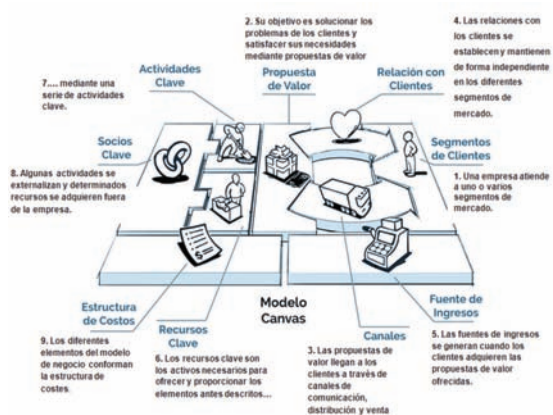 2. Su objetivo es solucionar los
problemas de los clientes y
satisfacer sus necesidades
mediante propuestas de valor
4. Las relaciones con
los clientes se
establecen y mantienen
de forma independiente
en los diferentes
segmentos de
mercado.
7.... mediante una
serie de actividades
clave.
Actividades
Clave
Propuesta
de Valor
Relación con
Clientes
Socios
Clave
Segmentos
de Clientes
8. Algunas actividades se
externalizan y determinados
recursos se adquieren fuera
de la empresa.
1. Una empresa atiende
a uno o varios
segmentos de
mercado.
Estructura
de Costos
9. Los diferentes
elementos del modelo
de negocio conforman
la estructura de
costes
Recursos
Clave
6. Los recursos clave son
los activos necesarios para
ofrecer y proporcionar los
elementos antes descritos...
Modelo
Canvas
Canales
3. Las propuestas de
valor llegan a los
clientes a través de
canales de
comunicación,
distribución y venta
Fuente de
Ingresos
5. Las fuentes de ingresos
se generan cuando los
clientes adquieren las
propuestas de valor
ofrecidas.